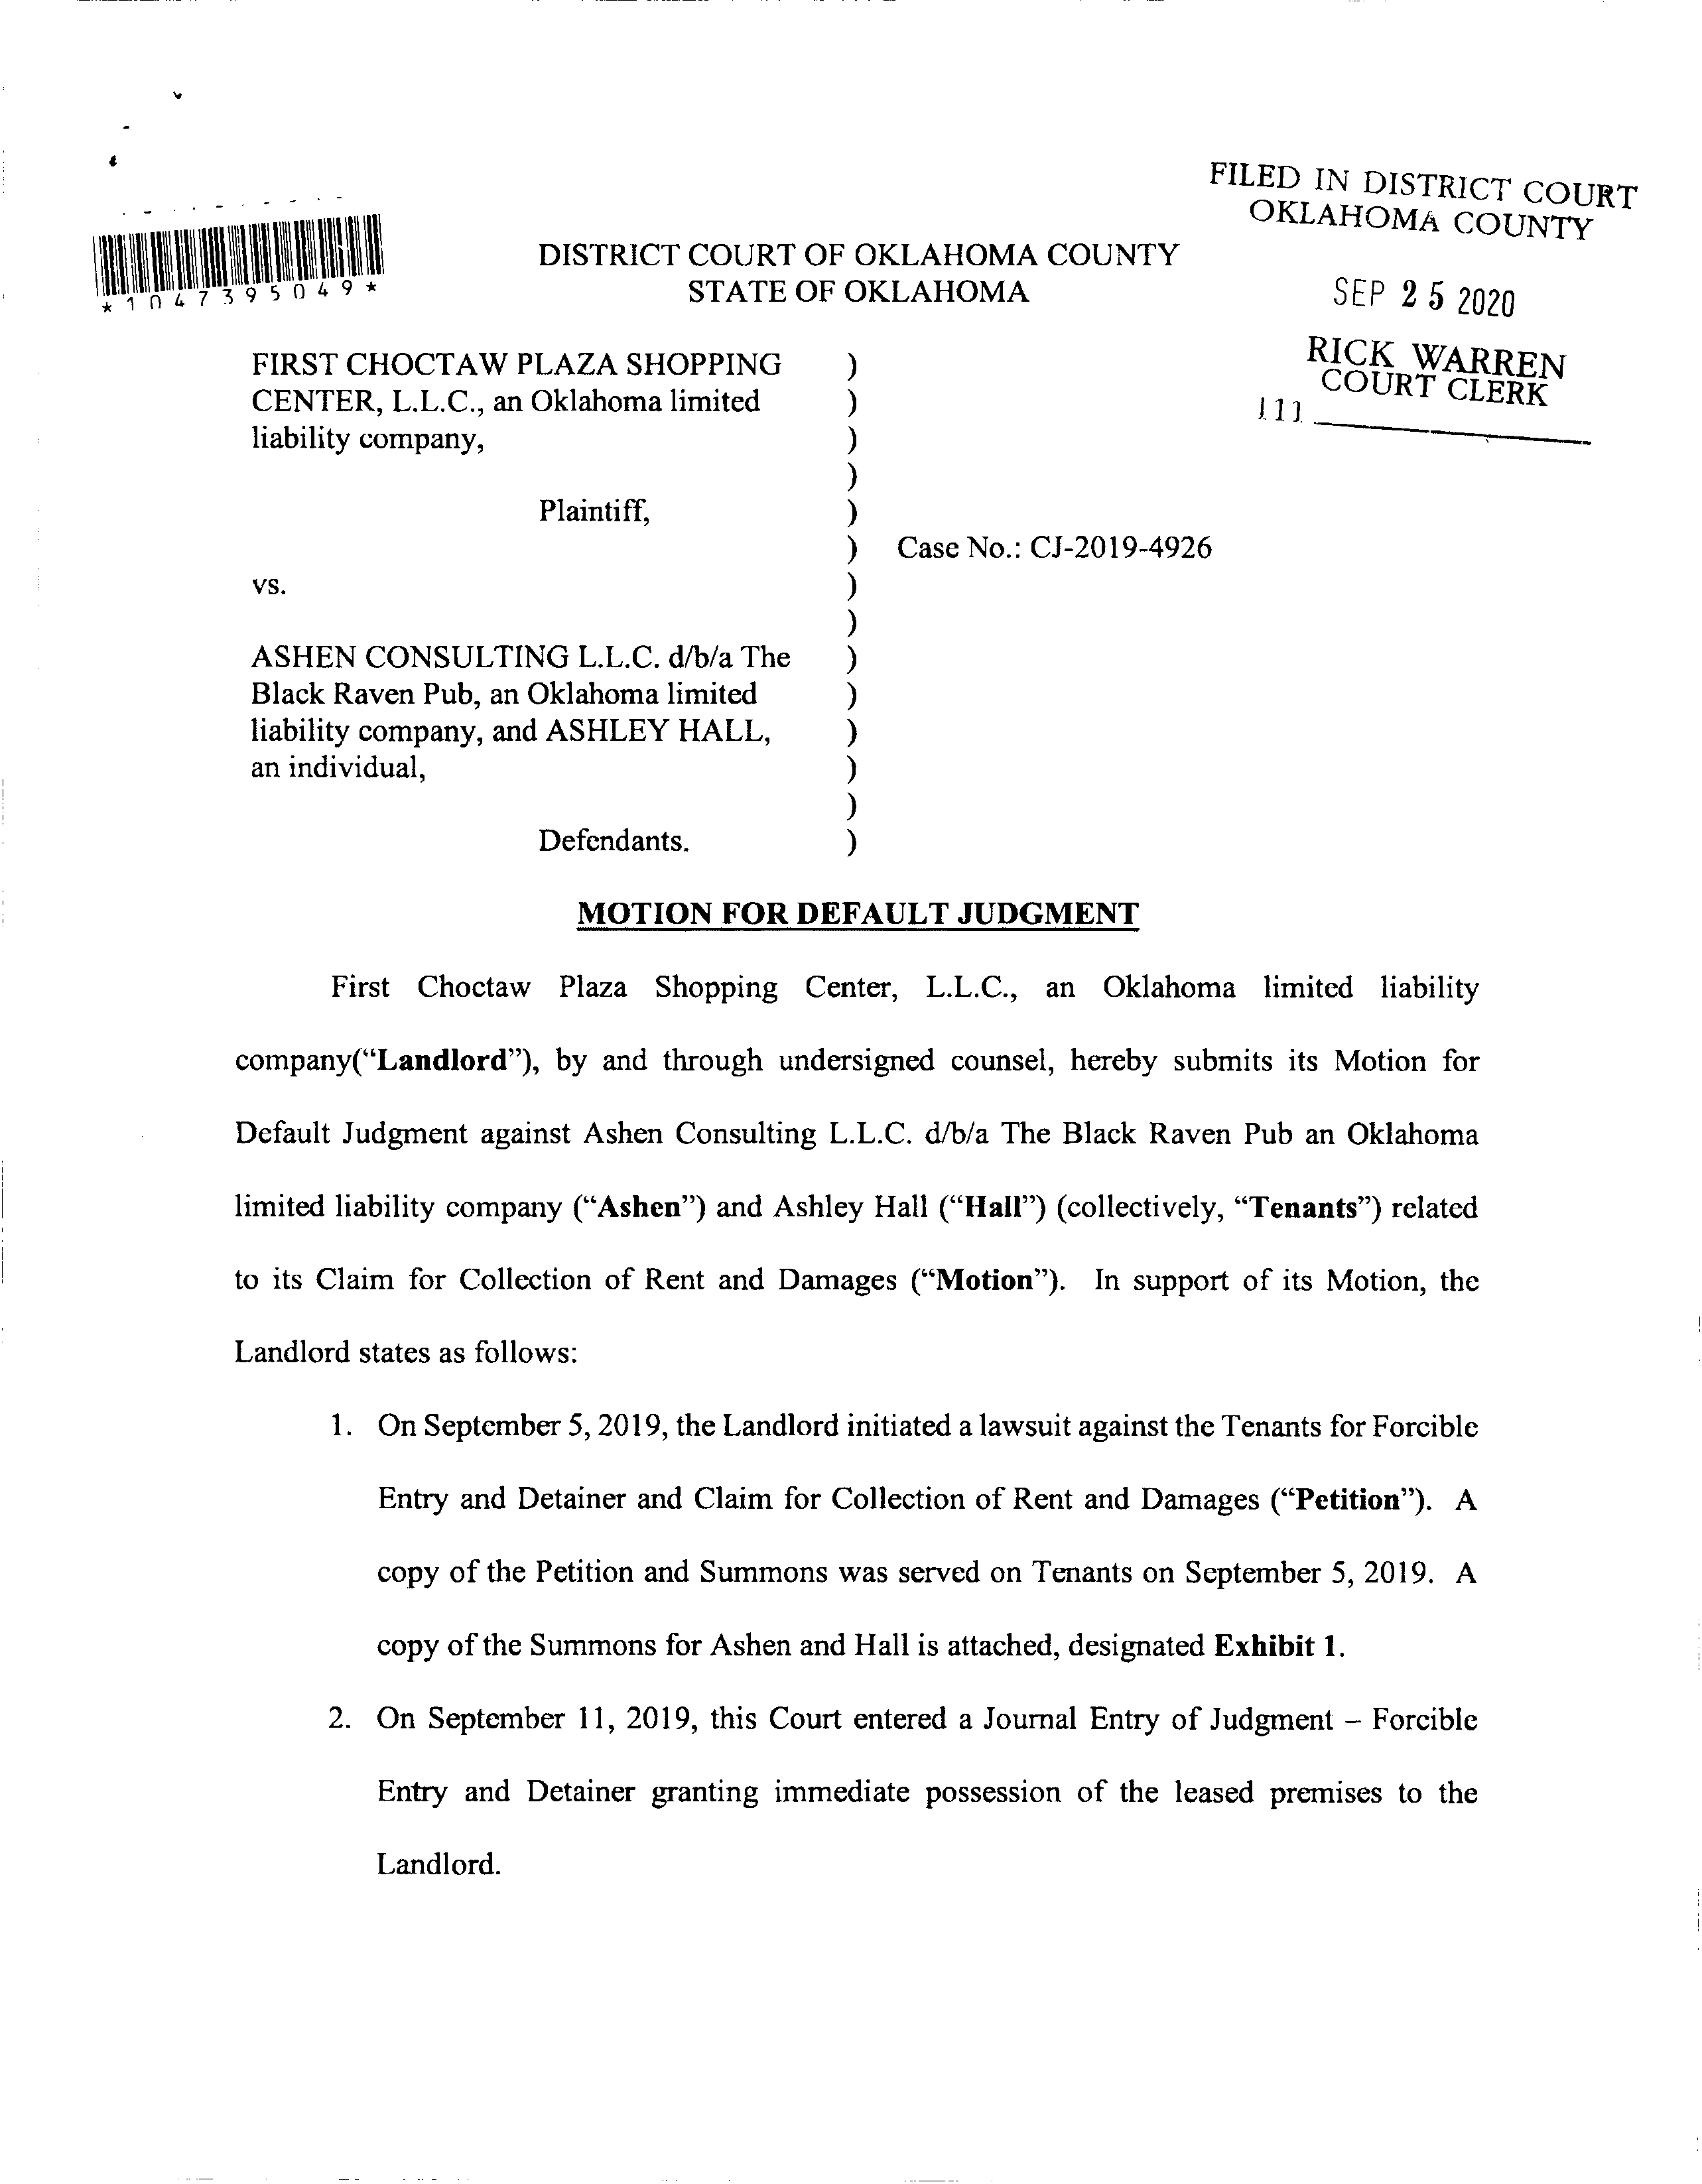 FILED IN DISTRICT COURT
OKLAHOMA COUNTY
SEP 25 2020
RICK WARREN
COURT CLERK
111
*1047395049*
DISTRICT COURT OF OKLAHOMA COUNTY
STATE OF OKLAHOMA
FIRST CHOCTAW PLAZA SHOPPING )
CENTER, L.L.C., an Oklahoma limited )
liability company, )
)
Plaintiff, )
) Case No.: CJ-2019-4926
vs. )
)
ASHEN CONSULTING L.L.C. d/b/a The )
Black Raven Pub, an Oklahoma limited )
liability company, and ASHLEY HALL, )
an individual, )
)
Defendants. )
MOTION FOR DEFAULT JUDGMENT
First Choctaw Plaza Shopping Center, L.L.C., an Oklahoma limited liability
company(“Landlord”), by and through undersigned counsel, hereby submits its Motion for
Default Judgment against Ashen Consulting L.L.C. d/b/a The Black Raven Pub an Oklahoma
limited liability company (“Ashen”) and Ashley Hall (“Hall”) (collectively, “Tenants”) related
to its Claim for Collection of Rent and Damages (“Motion”). In support of its Motion, the
Landlord states as follows:
1. On September 5, 2019, the Landlord initiated a lawsuit against the Tenants for Forcible
Entry and Detainer and Claim for Collection of Rent and Damages (“Petition”). A
copy of the Petition and Summons was served on Tenants on September 5, 2019. A
copy of the Summons for Ashen and Hall is attached, designated Exhibit 1.
2. On September 11, 2019, this Court entered a Journal Entry of Judgment – Forcible
Entry and Detainer granting immediate possession of the leased premises to the
Landlord.